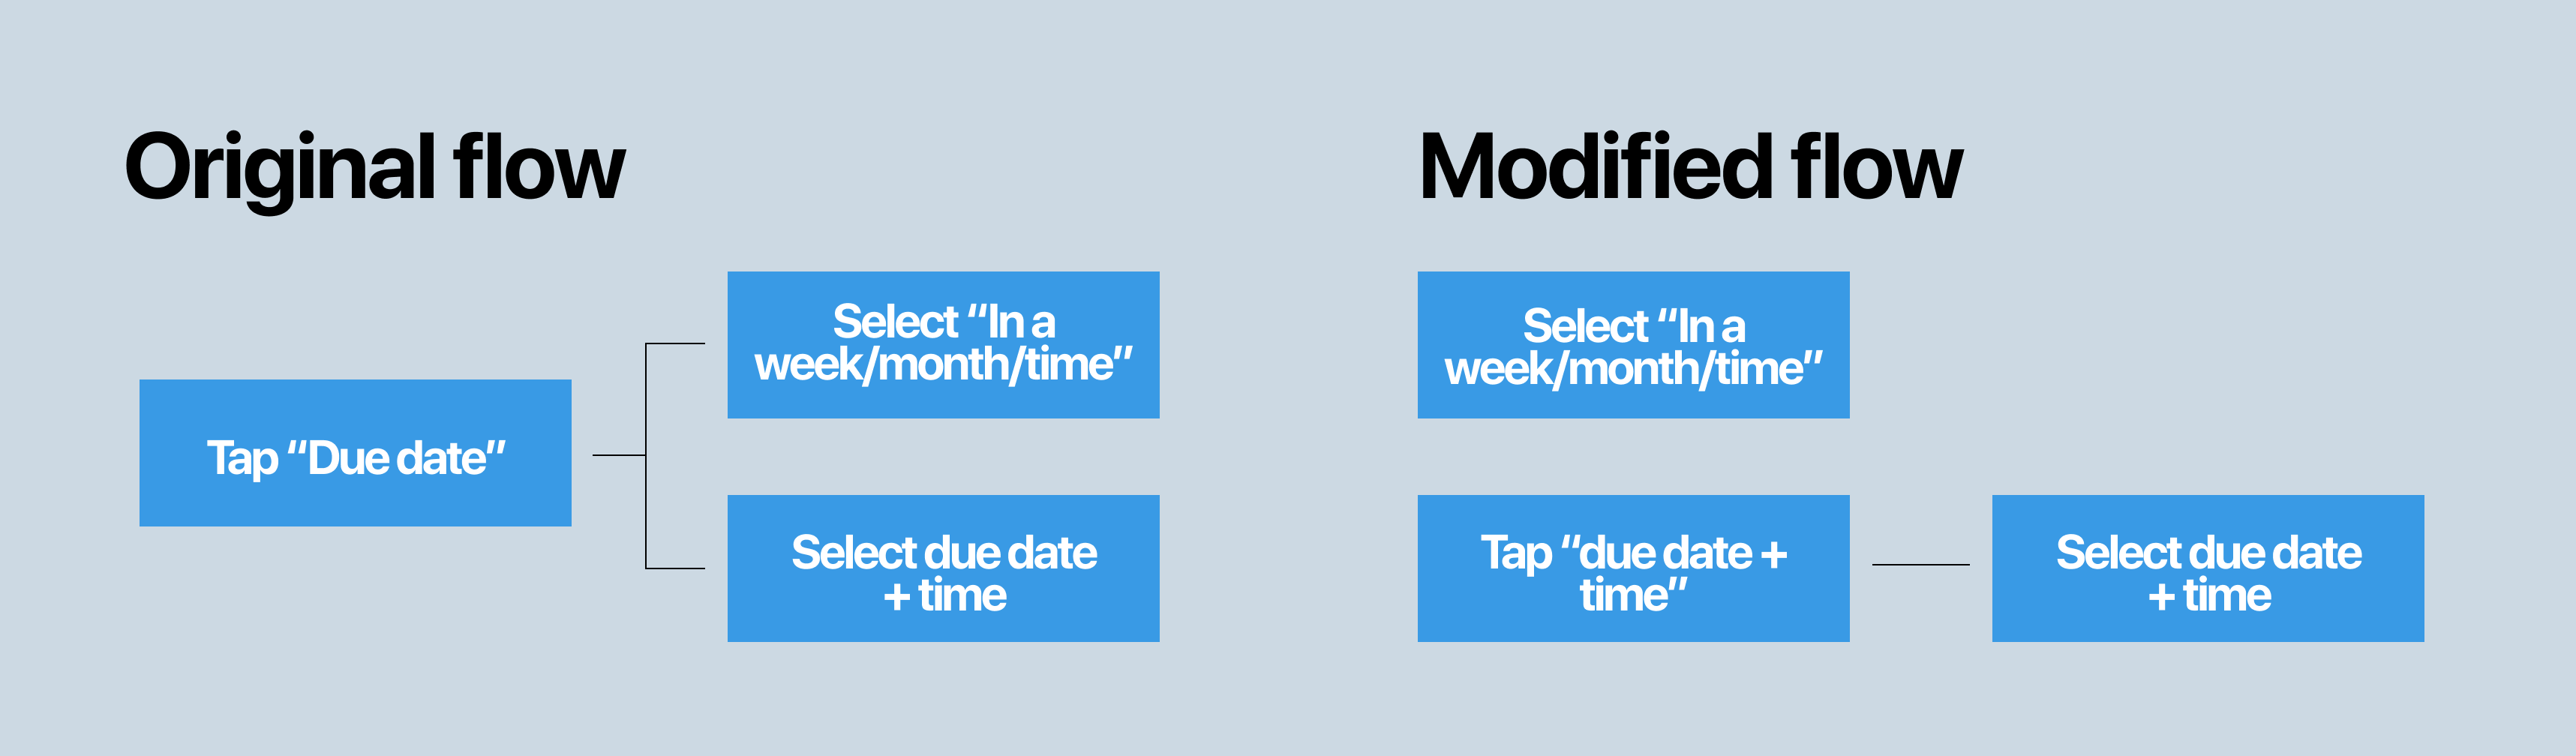 Original flow
Tap “Due date”
Select “In a
week/month/time”
Select due date
+ time
Modified flow
Select “In a
week/month/time”
Tap “due date +
time”
Select due date
+ time